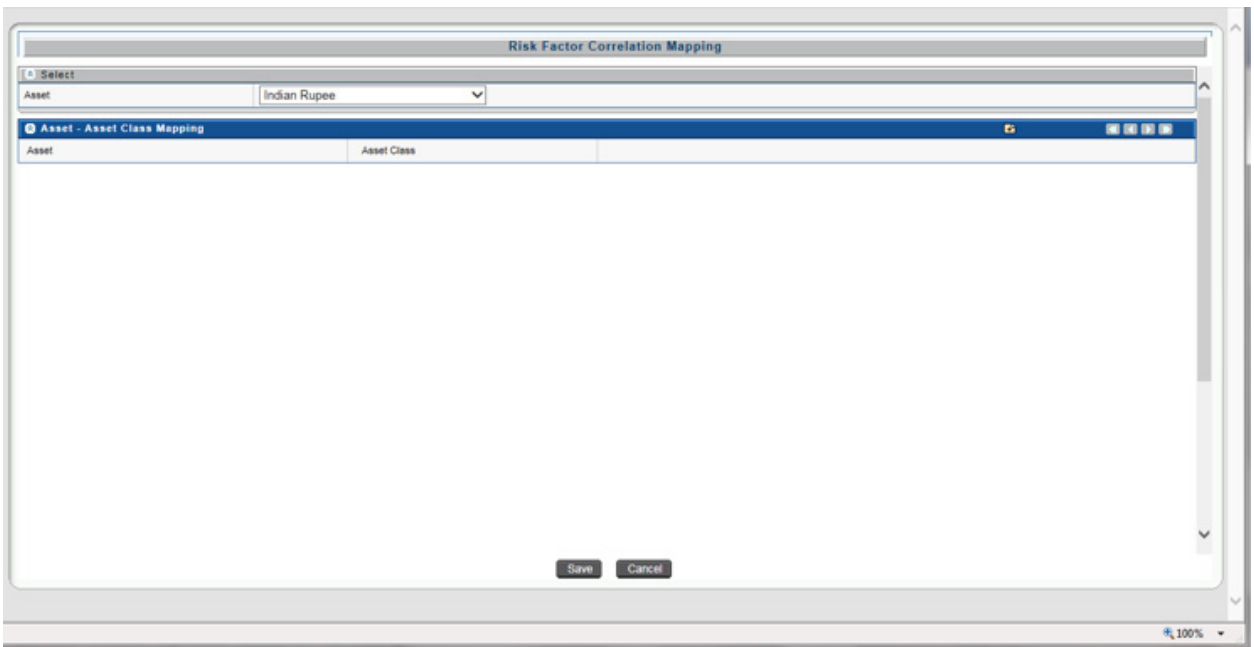 Risk Factor Correlation Mapping
Select
Asset Indian Rupee
Asset - Asset Class Mapping
Asset Asset Class
Save Cancel
100%